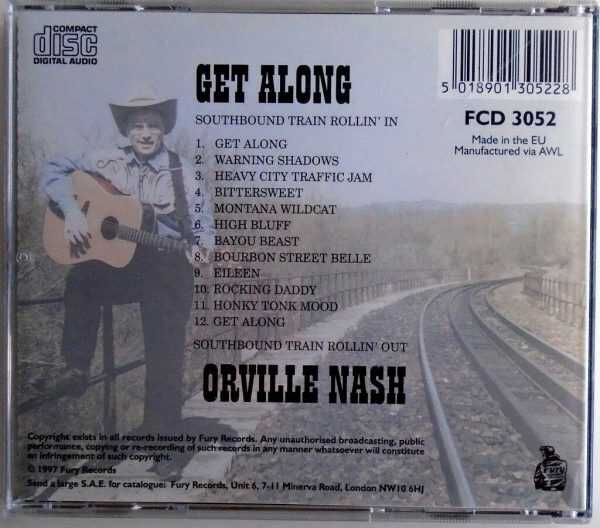 COMPACT
disc
DIGITAL AUDIO
GET ALONG
5 018901 305228
FCD 3052
Made in the EU
Manufactured via AWL
SOUTHBOUND TRAIN ROLLIN' IN
1. GET ALONG
2. WARNING SHADOWS
3. HEAVY CITY TRAFFIC JAM
4. BITTERSWEET
5. MONTANA WILDCAT
6. HIGH BLUFF
7. BAYOU BEAST
8. BOURBON STREET BELLE
9. EILEEN
10. ROCKING DADDY
11. HONKY TONK MOOD
12. GET ALONG
SOUTHBOUND TRAIN ROLLIN' OUT
ORVILLE NASH
Copyright exists in all records issued by Fury Records. Any unauthorised broadcasting, public
performance, copying or re-recording of such records in any manner whatsoever will constitute
an infringement of such copyright.
© 1997 Fury Records
Send a large S.A.E. for catalogue: Fury Records, Unit 6, 7-11 Minerva Road, London NW10 6HJ
FURY